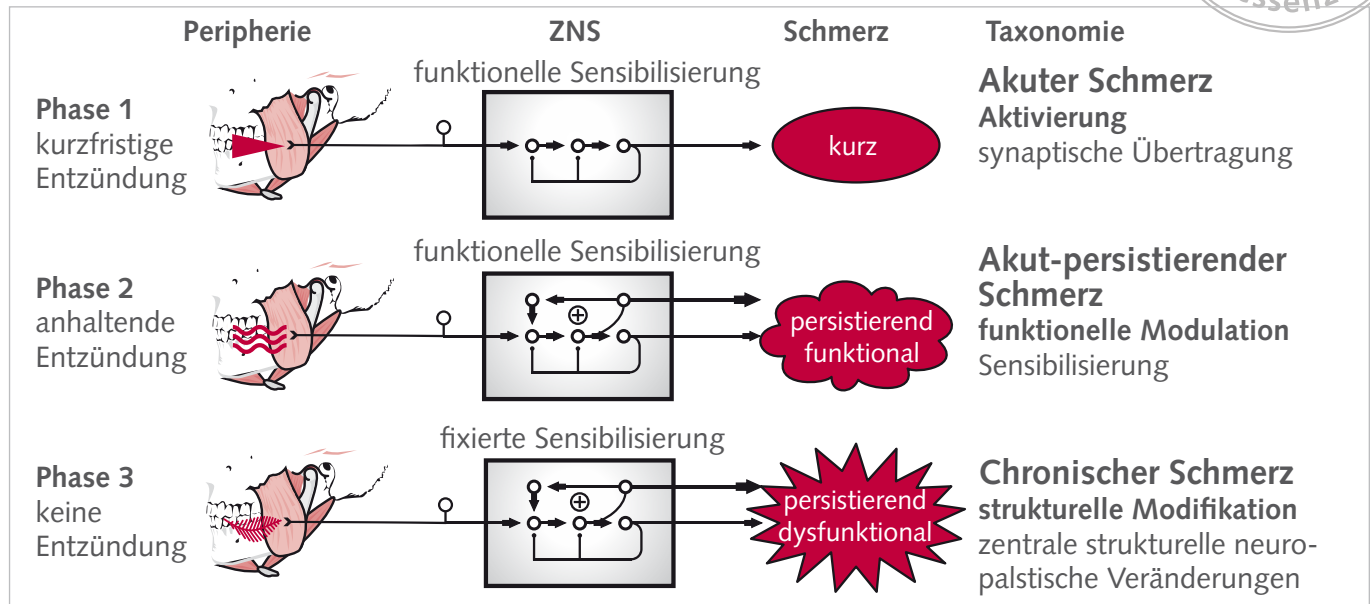 Peripherie
ZNS
Schmerz
Taxonomie
Phase 1
kurzfristige
Entzündung
funktionelle Sensibilisierung
kurz
Akuter Schmerz
Aktivierung
synaptische Übertragung
Phase 2
anhaltende
Entzündung
funktionelle Sensibilisierung
persistierend
funktional
Akut-persistierender
Schmerz
funktionelle Modulation
Sensibilisierung
Phase 3
keine
Entzündung
fixierte Sensibilisierung
persistierend
dysfunktional
Chronischer Schmerz
strukturelle Modifikation
zentrale strukturelle neuro-
palstische Veränderungen